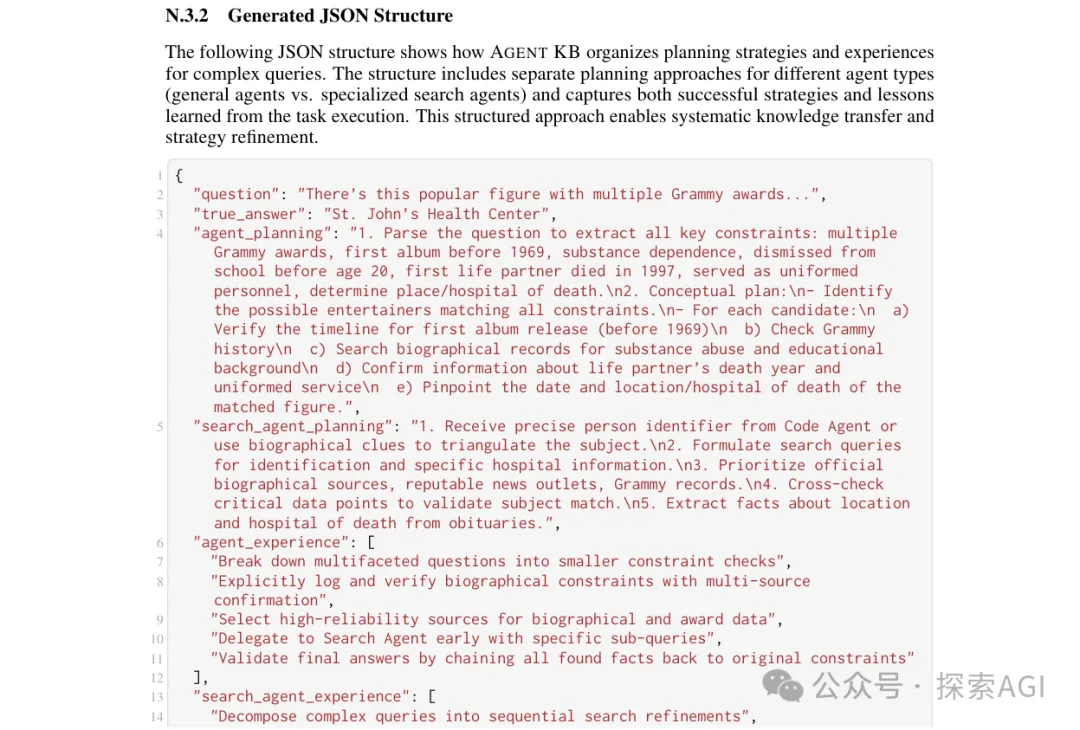 N.3.2 Generated JSON Structure
The following JSON structure shows how AGENT KB organizes planning strategies and experiences
for complex queries. The structure includes separate planning approaches for different agent types
(general agents vs. specialized search agents) and captures both successful strategies and lessons
learned from the task execution. This structured approach enables systematic knowledge transfer and
strategy refinement.
1 {
2 "question": "There's this popular figure with multiple Grammy awards...",
3 "true_answer": "St. John's Health Center",
4 "agent_planning": "1. Parse the question to extract all key constraints: multiple
Grammy awards, first album before 1969, substance dependence, dismissed from
school before age 20, first life partner died in 1997, served as uniformed
personnel, determine place/hospital of death.\n2. Conceptual plan:\n- Identify
the possible entertainers matching all constraints.\n- For each candidate:\n a)
Verify the timeline for first album release (before 1969)\n b) Check Grammy
history\n c) Search biographical records for substance abuse and educational
background\n d) Confirm information about life partner's death year and
uniformed service\n e) Pinpoint the date and location/hospital of death of the
matched figure.",
5 "search_agent_planning": "1. Receive precise person identifier from Code Agent or
use biographical clues to triangulate the subject.\n2. Formulate search queries
for identification and specific hospital information.\n3. Prioritize official
biographical sources, reputable news outlets, Grammy records.\n4. Cross-check
critical data points to validate subject match.\n5. Extract facts about location
and hospital of death from obituaries.",
6 "agent_experience": [
7 "Break down multifaceted questions into smaller constraint checks",
8 "Explicitly log and verify biographical constraints with multi-source
confirmation",
9 "Select high-reliability sources for biographical and award data",
10 "Delegate to Search Agent early with specific sub-queries",
11 "Validate final answers by chaining all found facts back to original constraints"
12 ],
13 "search_agent_experience": [
14 "Decompose complex queries into sequential search refinements",
公众号 · 探索AGI